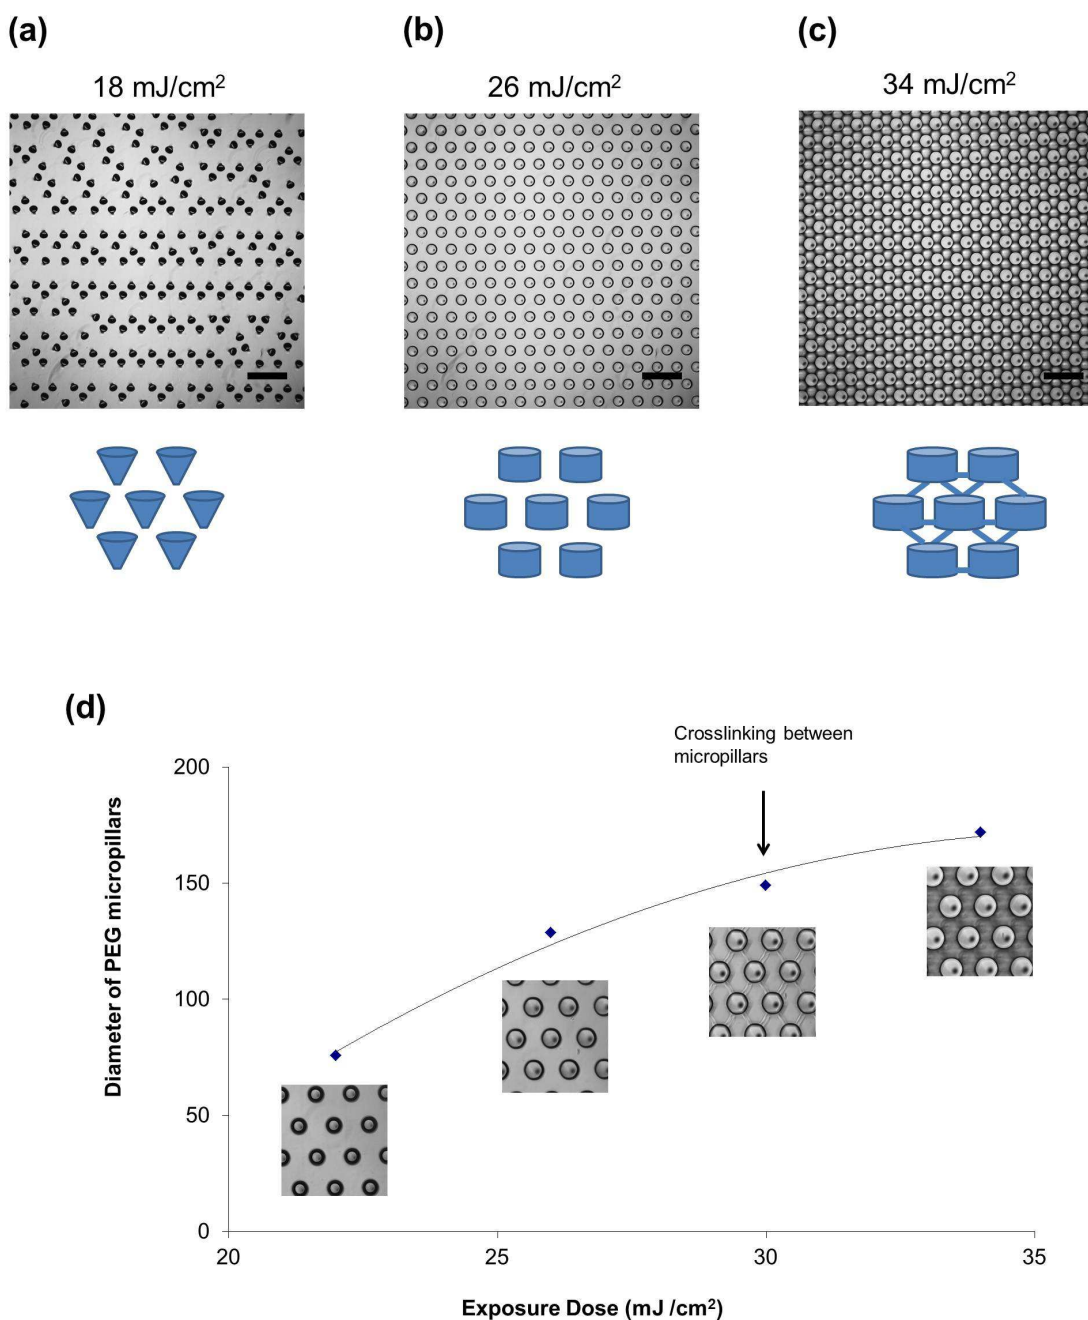 (a)
(b)
(c)
18 mJ/cm²
26 mJ/cm²
34 mJ/cm²
(d)
Crosslinking between
micropillars
Diameter of PEG micropillars
200
150
100
50
0
20
25
30
35
Exposure Dose (mJ /cm²)